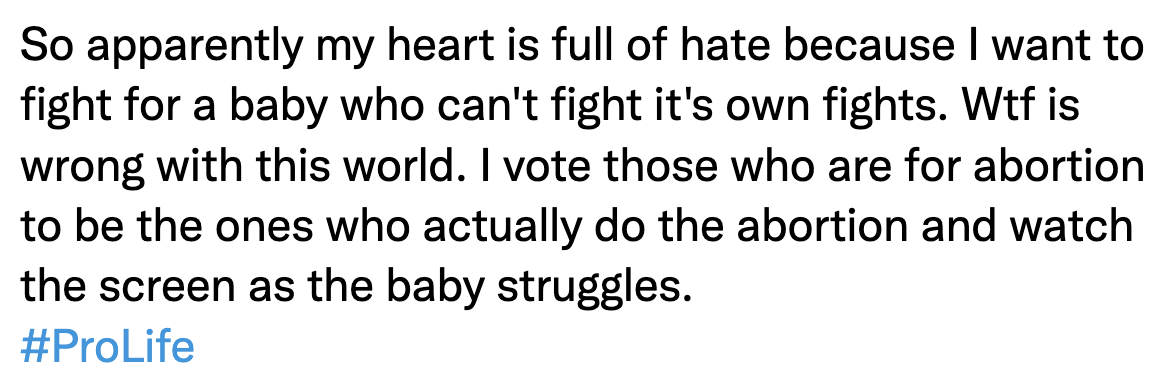 So apparently my heart is full of hate because I want to
fight for a baby who can't fight it's own fights. Wtf is
wrong with this world. I vote those who are for abortion
to be the ones who actually do the abortion and watch
the screen as the baby struggles.
#ProLife